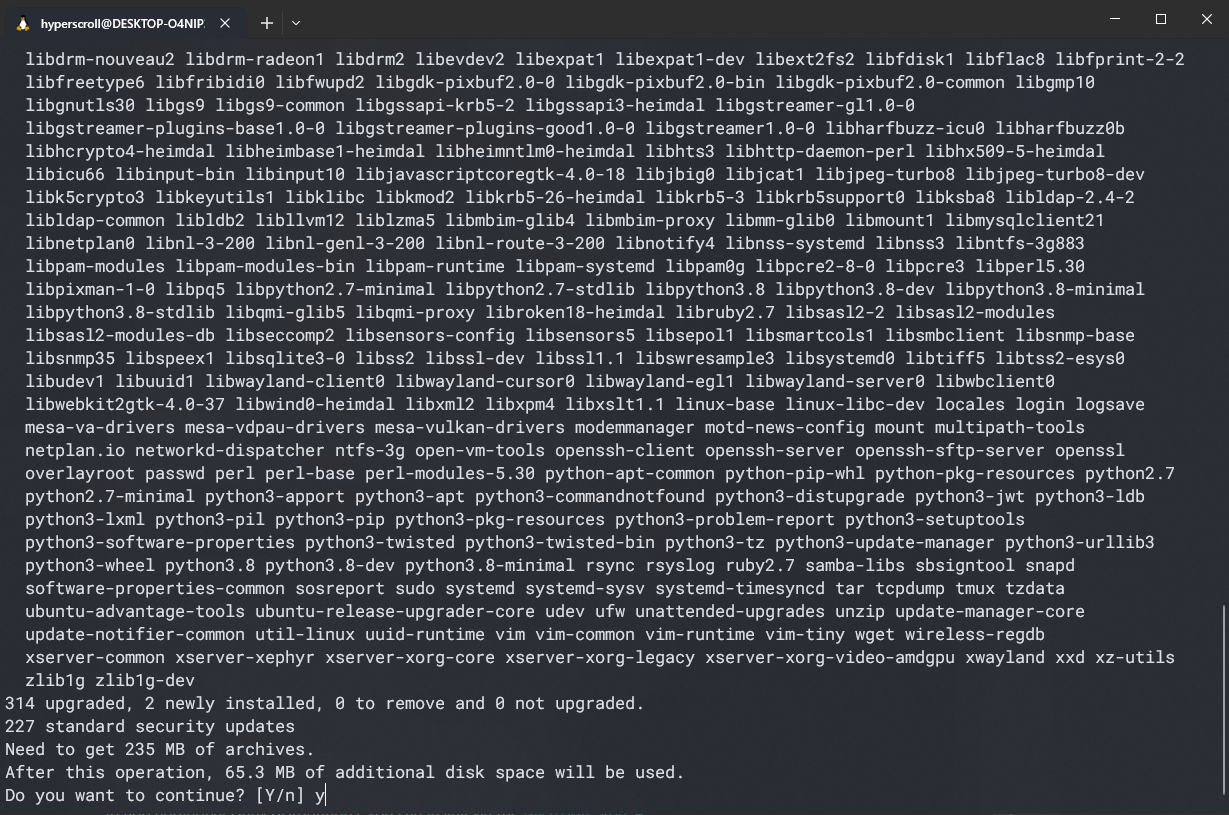 hyperscroll@DESKTOP-O4NIP
libdrm-nouveau2 libdrm-radeon1 libdrm2 libevdev2 libexpat1 libexpat1-dev libext2fs2 libfdisk1 libflac8 libfprint-2-2
libfreetype6 libfribidi0 libfwupd2 libgdk-pixbuf2.0-0 libgdk-pixbuf2.0-bin libgdk-pixbuf2.0-common libgmp10
libgnutls30 libgs9 libgs9-common libgssapi-krb5-2 libgssapi3-heimdal libgstreamer-gl1.0-0
libgstreamer-plugins-base1.0-0 libgstreamer-plugins-good1.0-0 libgstreamer1.0-0 libharfbuzz-icu0 libharfbuzz0b
libhcrypto4-heimdal libheimbase1-heimdal libheimntlm0-heimdal libhts3 libhttp-daemon-perl libhx509-5-heimdal
libicu66 libinput-bin libinput10 libjavascriptcoregtk-4.0-18 libjbig0 libjcat1 libjpeg-turbo8 libjpeg-turbo8-dev
libk5crypto3 libkeyutils1 libklibc libkmod2 libkrb5-26-heimdal libkrb5-3 libkrb5support0 libksba8 libldap-2.4-2
libldap-common libldb2 libllvm12 liblzma5 libmbim-glib4 libmbim-proxy libmm-glib0 libmount1 libmysqlclient21
libnetplan0 libnl-3-200 libnl-genl-3-200 libnl-route-3-200 libnotify4 libnss-systemd libnss3 libntfs-3g883
libpam-modules libpam-modules-bin libpam-runtime libpam-systemd libpam0g libpcre2-8-0 libpcre3 libperl5.30
libpixman-1-0 libpq5 libpython2.7-minimal libpython2.7-stdlib libpython3.8 libpython3.8-dev libpython3.8-minimal
libpython3.8-stdlib libqmi-glib5 libqmi-proxy libroken18-heimdal libruby2.7 libsasl2-2 libsasl2-modules
libsasl2-modules-db libseccomp2 libsensors-config libsensors5 libsepol1 libsmartcols1 libsmbclient libsnmp-base
libsnmp35 libspeex1 libsqlite3-0 libss2 libssl-dev libssl1.1 libswresample3 libsystemd0 libtiff5 libtss2-esys0
libudev1 libuuid1 libwayland-client0 libwayland-cursor0 libwayland-egl1 libwayland-server0 libwbclient0
libwebkit2gtk-4.0-37 libwind0-heimdal libxml2 libxpm4 libxslt1.1 linux-base linux-libc-dev locales login logsave
mesa-va-drivers mesa-vdpau-drivers mesa-vulkan-drivers modemmanager motd-news-config mount multipath-tools
netplan.io networkd-dispatcher ntfs-3g open-vm-tools openssh-client openssh-server openssh-sftp-server openssl
overlayroot passwd perl perl-base perl-modules-5.30 python-apt-common python-pip-whl python-pkg-resources python2.7
python2.7-minimal python3-apport python3-apt python3-commandnotfound python3-distupgrade python3-jwt python3-ldb
python3-lxml python3-pil python3-pip python3-pkg-resources python3-problem-report python3-setuptools
python3-software-properties python3-twisted python3-twisted-bin python3-tz python3-update-manager python3-urllib3
python3-wheel python3.8 python3.8-dev python3.8-minimal rsync rsyslog ruby2.7 samba-libs sbsigntool snapd
software-properties-common sosreport sudo systemd systemd-sysv systemd-timesyncd tar tcpdump tmux tzdata
ubuntu-advantage-tools ubuntu-release-upgrader-core udev ufw unattended-upgrades unzip update-manager-core
update-notifier-common util-linux uuid-runtime vim vim-common vim-runtime vim-tiny wget wireless-regdb
xserver-common xserver-xephyr xserver-xorg-core xserver-xorg-legacy xserver-xorg-video-amdgpu xwayland xxd xz-utils
zlib1g zlib1g-dev
314 upgraded, 2 newly installed, 0 to remove and 0 not upgraded.
227 standard security updates
Need to get 235 MB of archives.
After this operation, 65.3 MB of additional disk space will be used.
Do you want to continue? [Y/n] y